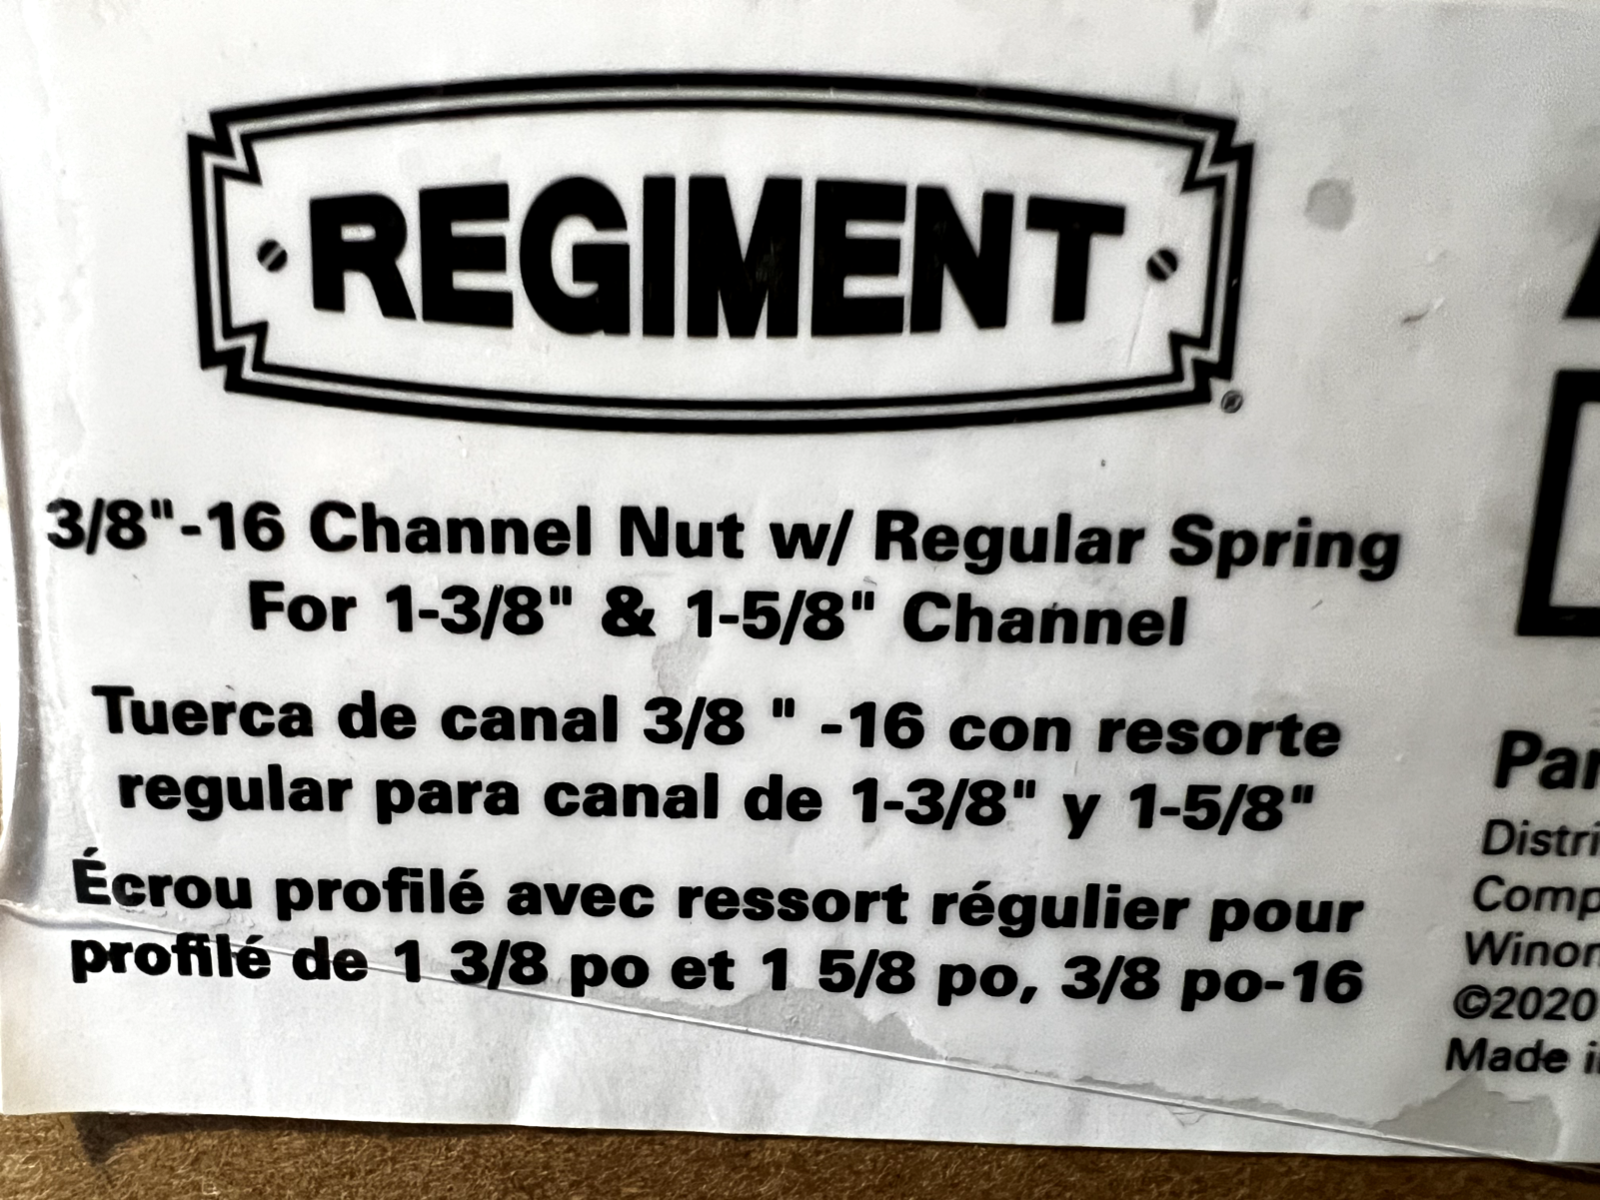 REGIMENT
®
3/8"-16 Channel Nut w/ Regular Spring
For 1-3/8" & 1-5/8" Channel
Tuerca de canal 3/8 " -16 con resorte
regular para canal de 1-3/8" y 1-5/8"
Écrou profilé avec ressort régulier pour
profilé de 1 3/8 po et 1 5/8 po, 3/8 po-16
©2020
Made